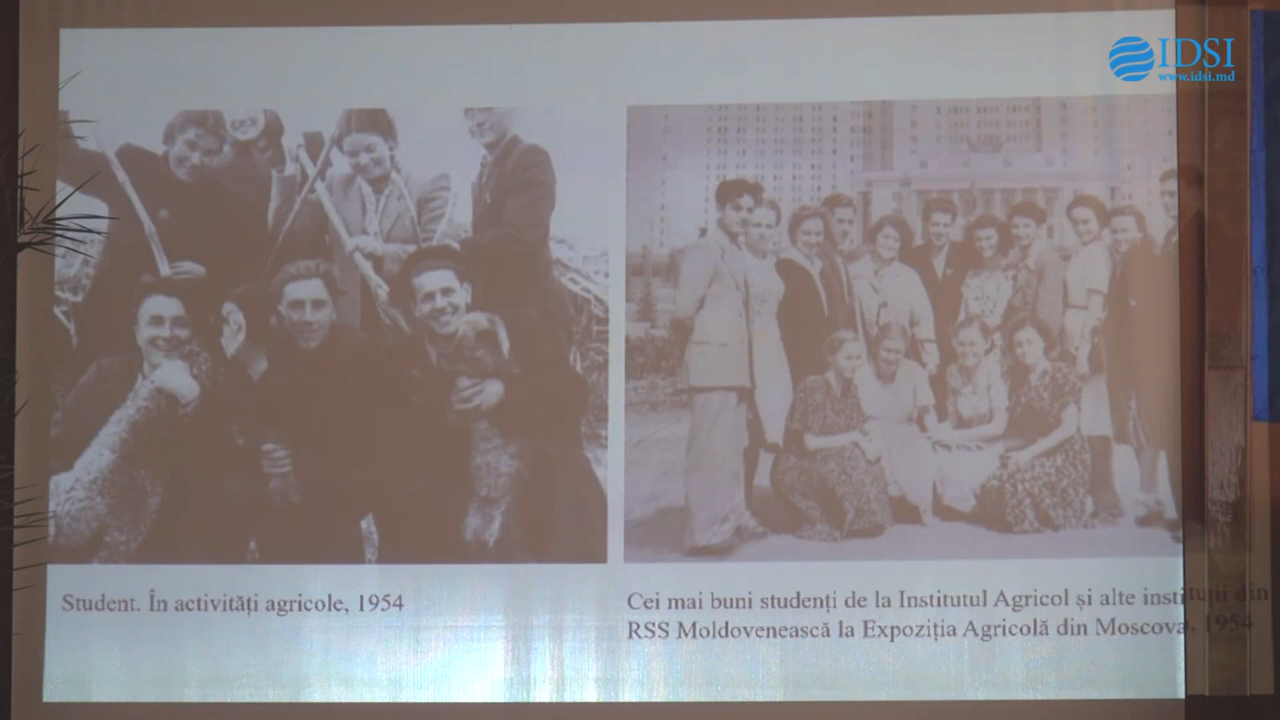 IDSI
www.idsi.md
Student. În activități agricole, 1954
Cei mai buni studenți de la Institutul Agricol și alte instituții din
RSS Moldovenească la Expoziția Agricolă din Moscova, 1954